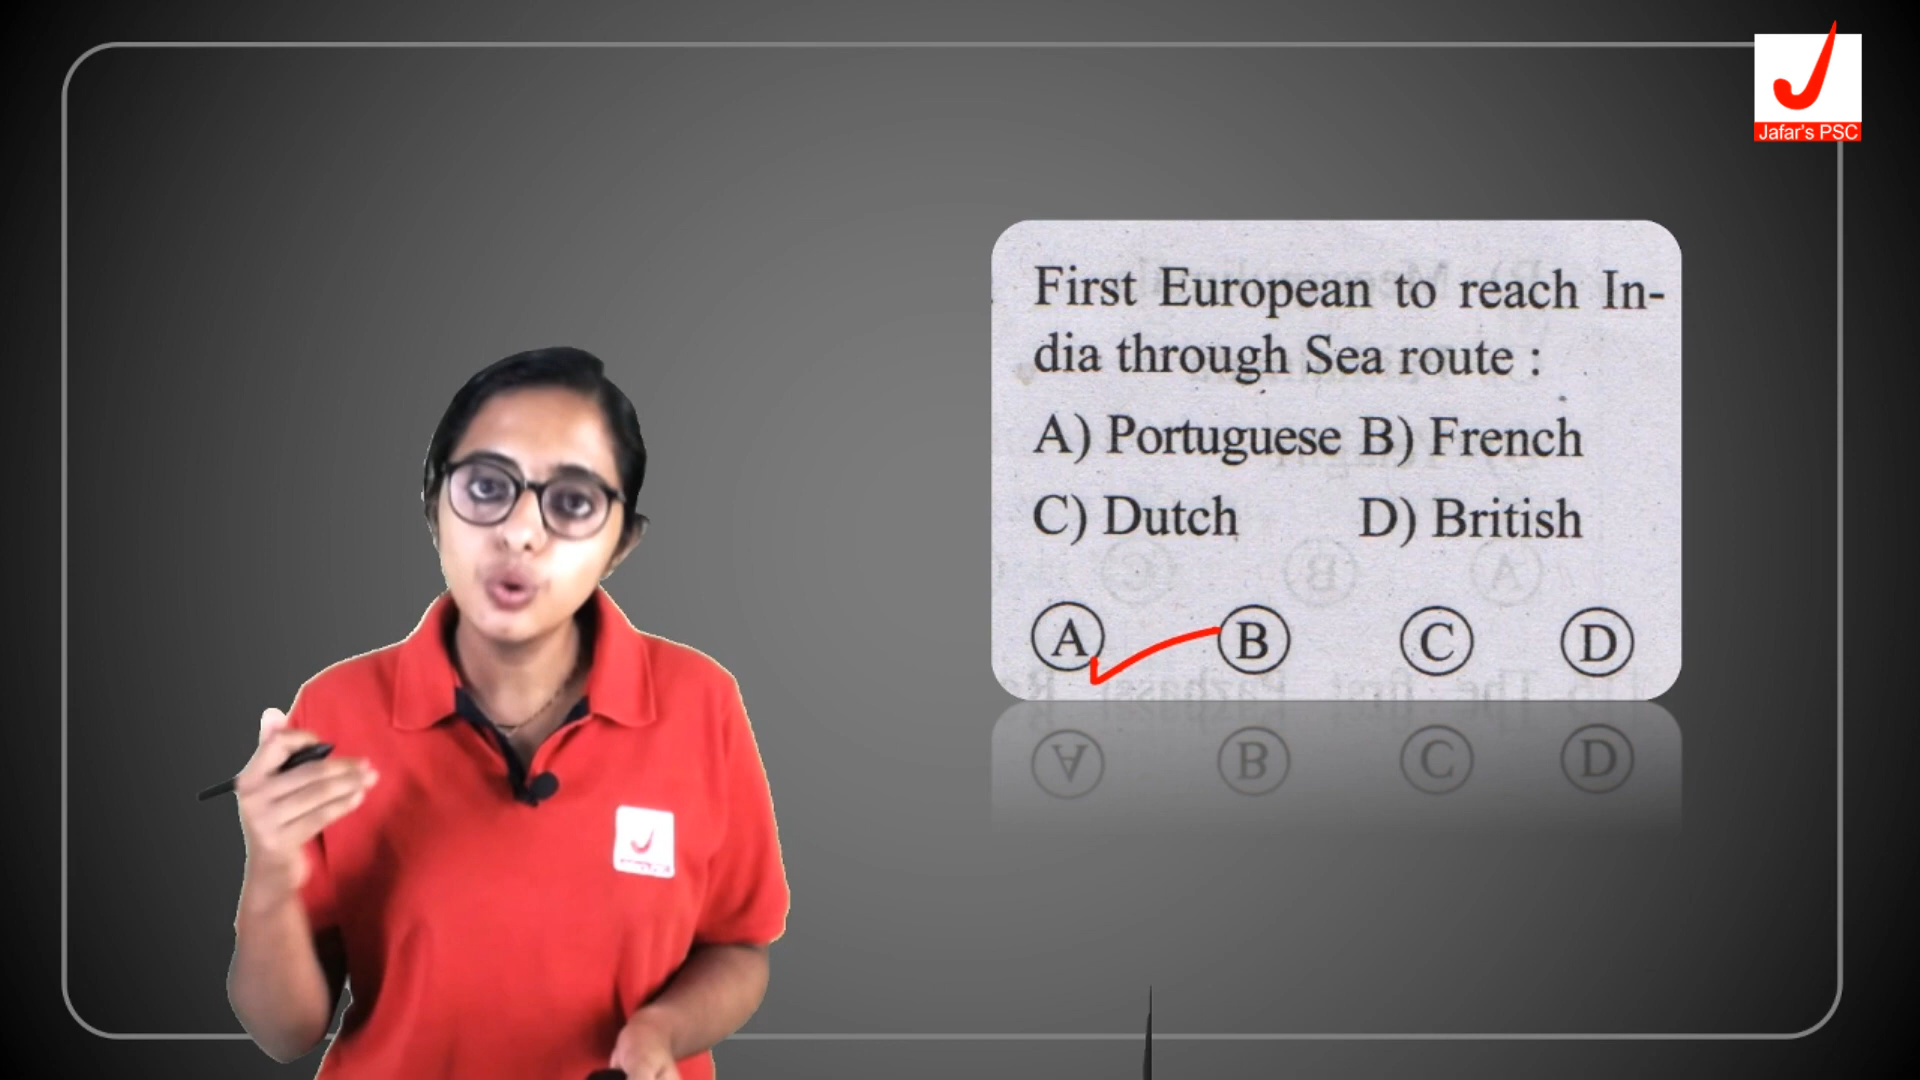 Jafar's PSC
First European to reach In-
dia through Sea route :
A) Portuguese B) French
C) Dutch D) British
A B C D